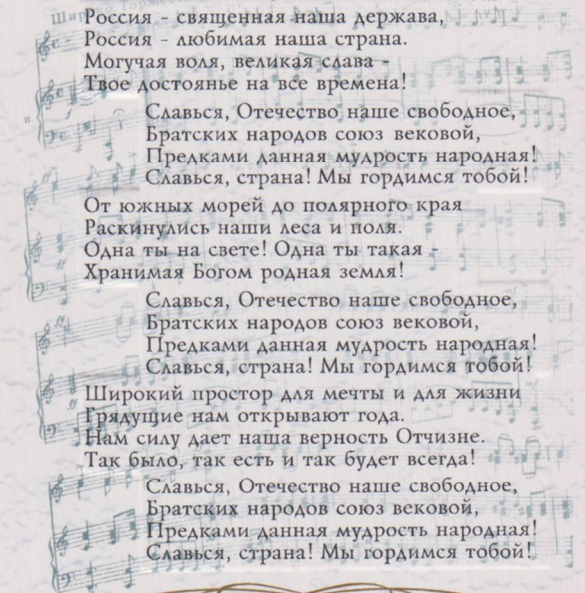 Россия - священная наша держава,
Россия - любимая наша страна.
Могучая воля, великая слава -
Твое достоянье на все времена!
Славься, Отечество наше свободное,
Братских народов союз вековой,
Предками данная мудрость народная!
Славься, страна! Мы гордимся тобой!
От южных морей до полярного края
Раскинулись наши леса и поля.
Одна ты на свете! Одна ты такая -
Хранимая Богом родная земля!
Славься, Отечество наше свободное,
Братских народов союз вековой,
Предками данная мудрость народная!
Славься, страна! Мы гордимся тобой!
Широкий простор для мечты и для жизни
Грядущие нам открывают года.
Нам силу дает наша верность Отчизне.
Так было, так есть и так будет всегда!
Славься, Отечество наше свободное,
Братских народов союз вековой,
Предками данная мудрость народная!
Славься, страна! Мы гордимся тобой!